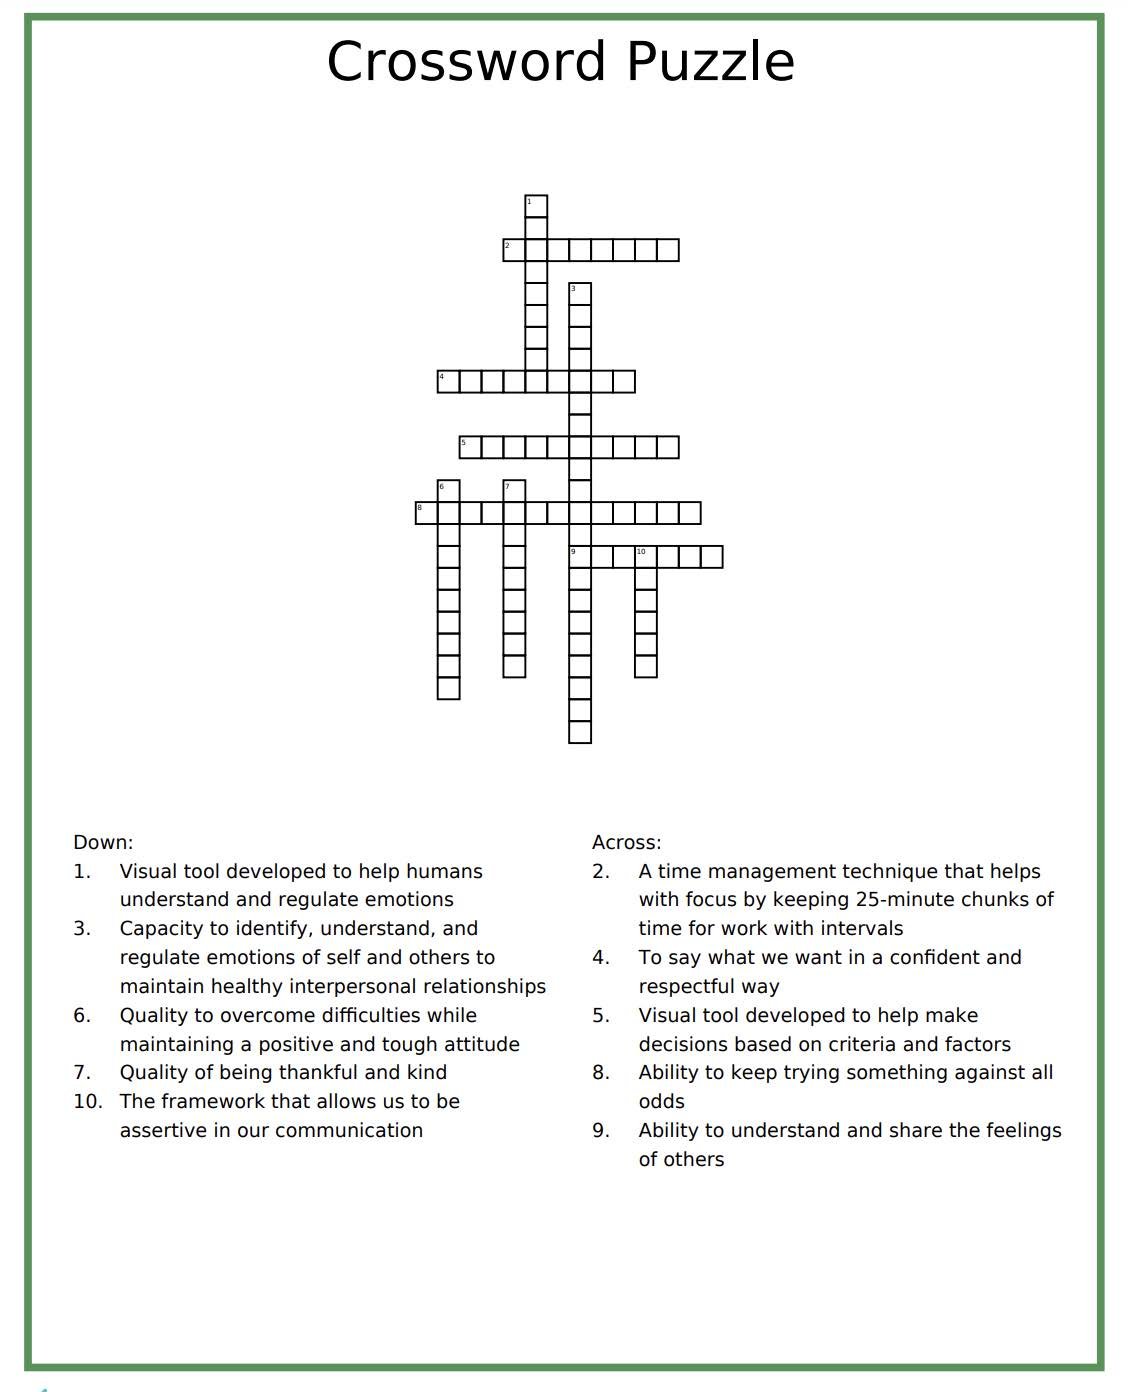 Crossword Puzzle
1
2
3
4
5
6 7
8
9 10
Down:
1. Visual tool developed to help humans
understand and regulate emotions
3. Capacity to identify, understand, and
regulate emotions of self and others to
maintain healthy interpersonal relationships
6. Quality to overcome difficulties while
maintaining a positive and tough attitude
7. Quality of being thankful and kind
10. The framework that allows us to be
assertive in our communication
Across:
2. A time management technique that helps
with focus by keeping 25-minute chunks of
time for work with intervals
4. To say what we want in a confident and
respectful way
5. Visual tool developed to help make
decisions based on criteria and factors
8. Ability to keep trying something against all
odds
9. Ability to understand and share the feelings
of others